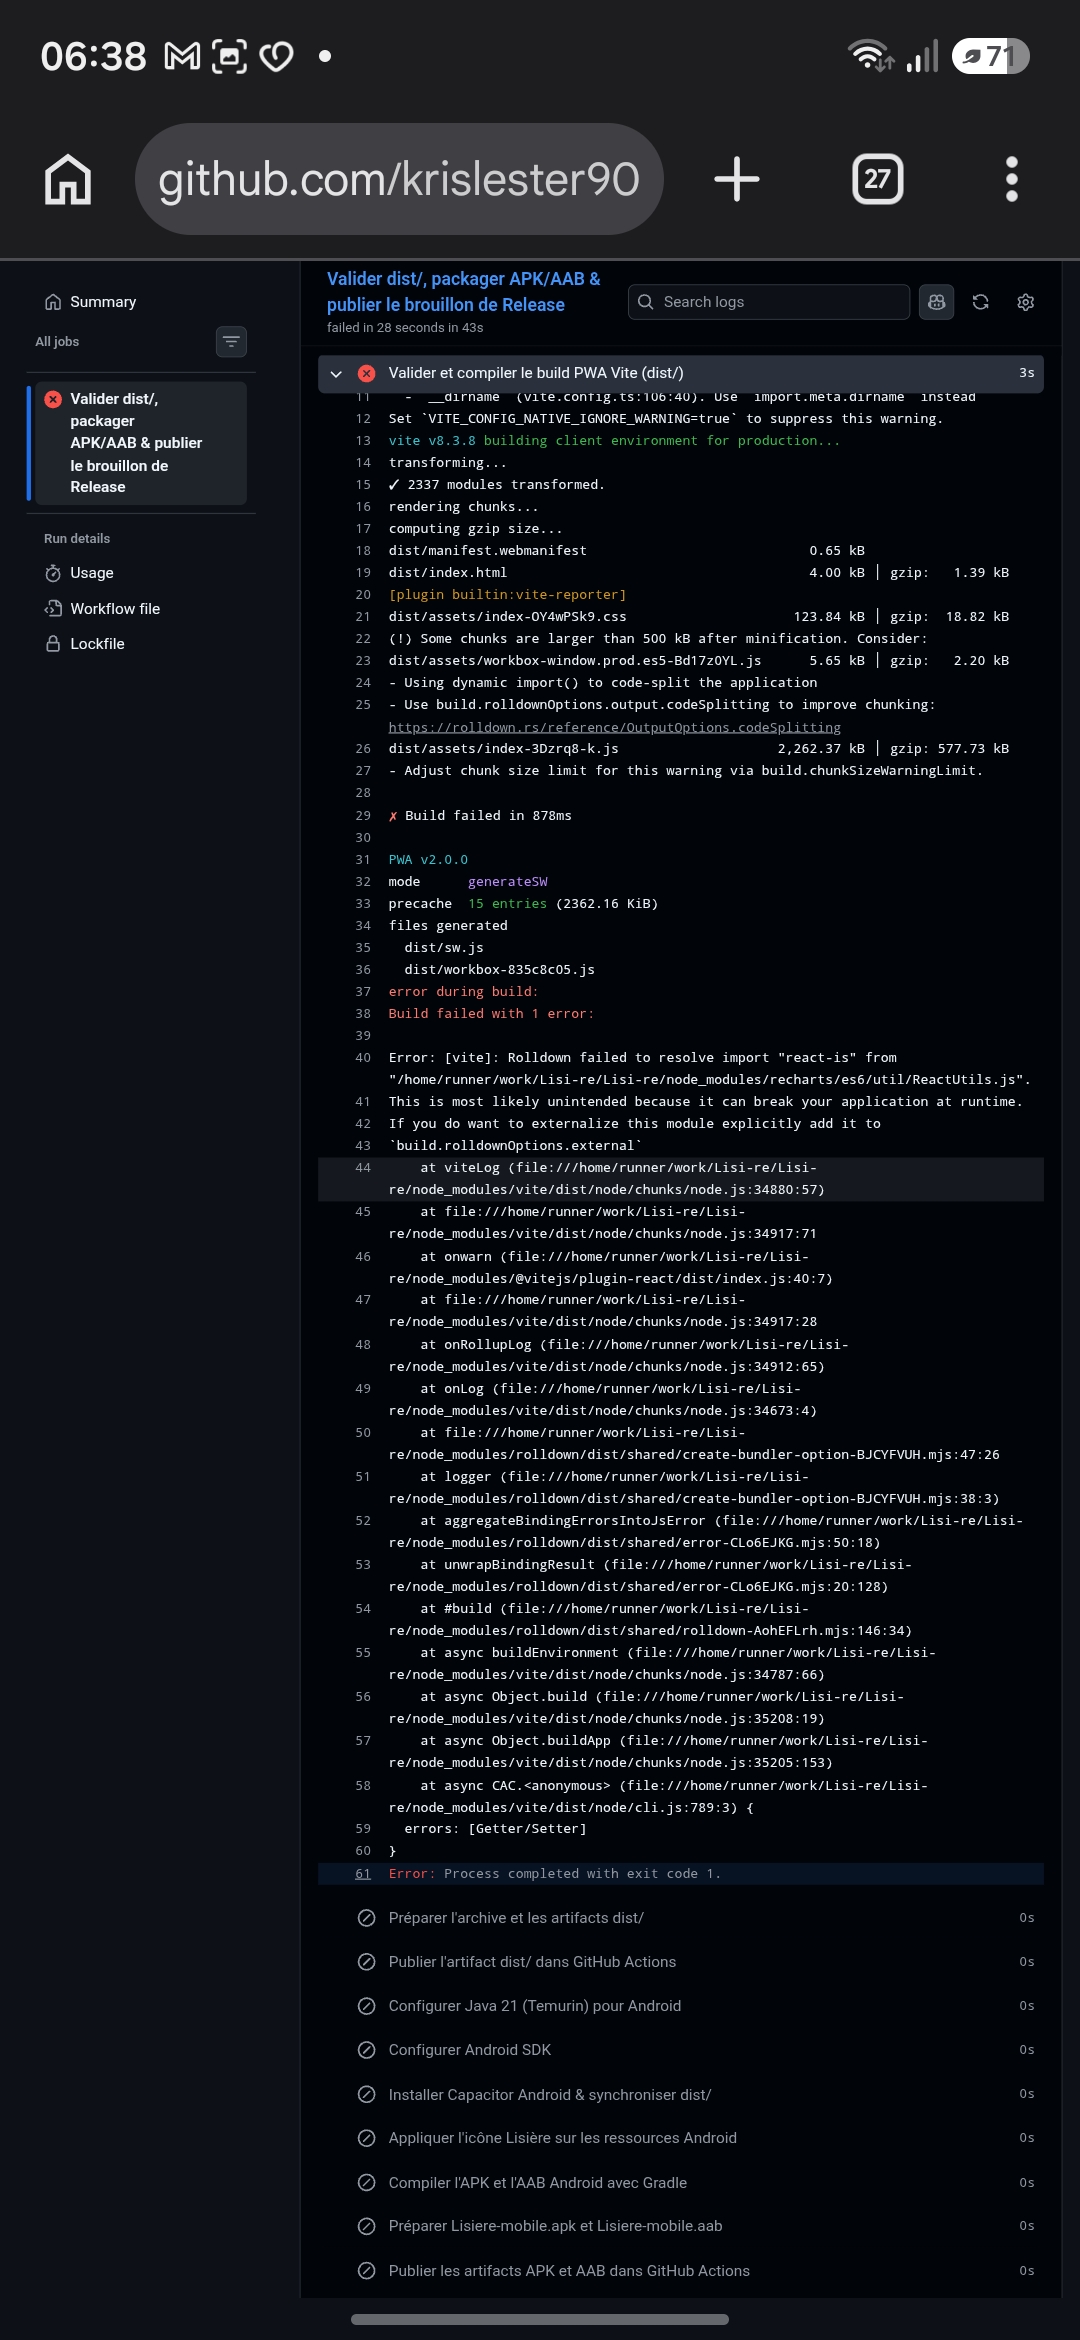 06:38
71
github.com/krislester90
27
Summary
All jobs
Valider dist/,
packager
APK/AAB & publier
le brouillon de
Release
Run details
Usage
Workflow file
Lockfile
Valider dist/, packager APK/AAB &
publier le brouillon de Release
failed in 28 seconds in 43s
Search logs
Valider et compiler le build PWA Vite (dist/) 3s
11 - __dirname (vite.config.ts:106:40). Use `import.meta.dirname` instead
12 Set `VITE_CONFIG_NATIVE_IGNORE_WARNING=true` to suppress this warning.
13 vite v8.3.8 building client environment for production...
14 transforming...
15 ✓ 2337 modules transformed.
16 rendering chunks...
17 computing gzip size...
18 dist/manifest.webmanifest 0.65 kB
19 dist/index.html 4.00 kB │ gzip: 1.39 kB
20 [plugin builtin:vite-reporter]
21 dist/assets/index-OY4wPSk9.css 123.84 kB │ gzip: 18.82 kB
22 (!) Some chunks are larger than 500 kB after minification. Consider:
23 dist/assets/workbox-window.prod.es5-Bd17z0YL.js 5.65 kB │ gzip: 2.20 kB
24 - Using dynamic import() to code-split the application
25 - Use build.rolldownOptions.output.codeSplitting to improve chunking:
https://rolldown.rs/reference/OutputOptions.codeSplitting
26 dist/assets/index-3Dzrq8-k.js 2,262.37 kB │ gzip: 577.73 kB
27 - Adjust chunk size limit for this warning via build.chunkSizeWarningLimit.
28
29 ✗ Build failed in 878ms
30
31 PWA v2.0.0
32 mode generateSW
33 precache 15 entries (2362.16 KiB)
34 files generated
35 dist/sw.js
36 dist/workbox-835c8c05.js
37 error during build:
38 Build failed with 1 error:
39
40 Error: [vite]: Rolldown failed to resolve import "react-is" from
"/home/runner/work/Lisi-re/Lisi-re/node_modules/recharts/es6/util/ReactUtils.js".
41 This is most likely unintended because it can break your application at runtime.
42 If you do want to externalize this module explicitly add it to
43 `build.rolldownOptions.external`
44 at viteLog (file:///home/runner/work/Lisi-re/Lisi-
re/node_modules/vite/dist/node/chunks/node.js:34880:57)
45 at file:///home/runner/work/Lisi-re/Lisi-
re/node_modules/vite/dist/node/chunks/node.js:34917:71
46 at onwarn (file:///home/runner/work/Lisi-re/Lisi-
re/node_modules/@vitejs/plugin-react/dist/index.js:40:7)
47 at file:///home/runner/work/Lisi-re/Lisi-
re/node_modules/vite/dist/node/chunks/node.js:34917:28
48 at onRollupLog (file:///home/runner/work/Lisi-re/Lisi-
re/node_modules/vite/dist/node/chunks/node.js:34912:65)
49 at onLog (file:///home/runner/work/Lisi-re/Lisi-
re/node_modules/vite/dist/node/chunks/node.js:34673:4)
50 at file:///home/runner/work/Lisi-re/Lisi-
re/node_modules/rolldown/dist/shared/create-bundler-option-BJCYFVUH.mjs:47:26
51 at logger (file:///home/runner/work/Lisi-re/Lisi-
re/node_modules/rolldown/dist/shared/create-bundler-option-BJCYFVUH.mjs:38:3)
52 at aggregateBindingErrorsIntoJsError (file:///home/runner/work/Lisi-re/Lisi-
re/node_modules/rolldown/dist/shared/error-CLo6EJKG.mjs:50:18)
53 at unwrapBindingResult (file:///home/runner/work/Lisi-re/Lisi-
re/node_modules/rolldown/dist/shared/error-CLo6EJKG.mjs:20:128)
54 at #build (file:///home/runner/work/Lisi-re/Lisi-
re/node_modules/rolldown/dist/shared/rolldown-AohEFLrh.mjs:146:34)
55 at async buildEnvironment (file:///home/runner/work/Lisi-re/Lisi-
re/node_modules/vite/dist/node/chunks/node.js:34787:66)
56 at async Object.build (file:///home/runner/work/Lisi-re/Lisi-
re/node_modules/vite/dist/node/chunks/node.js:35208:19)
57 at async Object.buildApp (file:///home/runner/work/Lisi-re/Lisi-
re/node_modules/vite/dist/node/chunks/node.js:35205:153)
58 at async CAC.<anonymous> (file:///home/runner/work/Lisi-re/Lisi-
re/node_modules/vite/dist/node/cli.js:789:3) {
59 errors: [Getter/Setter]
60 }
61 Error: Process completed with exit code 1.
Préparer l'archive et les artifacts dist/ 0s
Publier l'artifact dist/ dans GitHub Actions 0s
Configurer Java 21 (Temurin) pour Android 0s
Configurer Android SDK 0s
Installer Capacitor Android & synchroniser dist/ 0s
Appliquer l'icône Lisière sur les ressources Android 0s
Compiler l'APK et l'AAB Android avec Gradle 0s
Préparer Lisiere-mobile.apk et Lisiere-mobile.aab 0s
Publier les artifacts APK et AAB dans GitHub Actions 0s